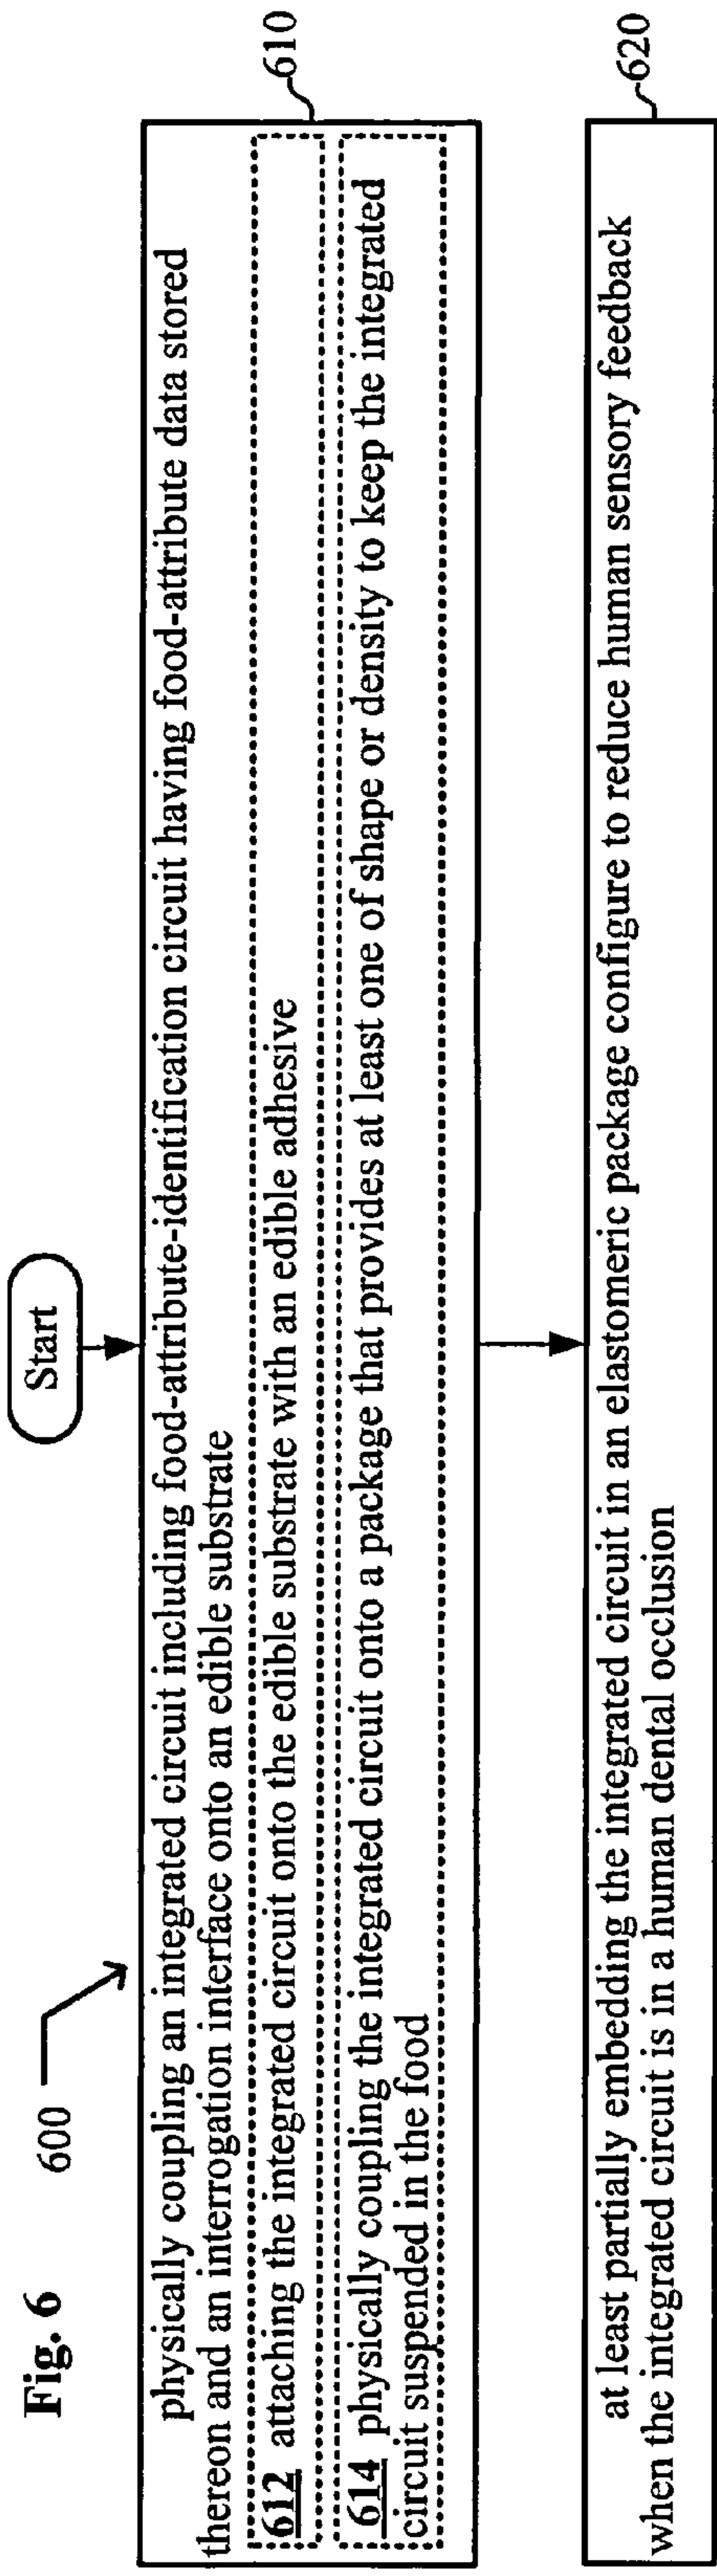 Fig. 6
600
Start
610
physically coupling an integrated circuit including food-attribute-identification circuit having food-attribute data stored
thereon and an interrogation interface onto an edible substrate
612 attaching the integrated circuit onto the edible substrate with an edible adhesive
614 physically coupling the integrated circuit onto a package that provides at least one of shape or density to keep the integrated
circuit suspended in the food
620
at least partially embedding the integrated circuit in an elastomeric package configure to reduce human sensory feedback
when the integrated circuit is in a human dental occlusion